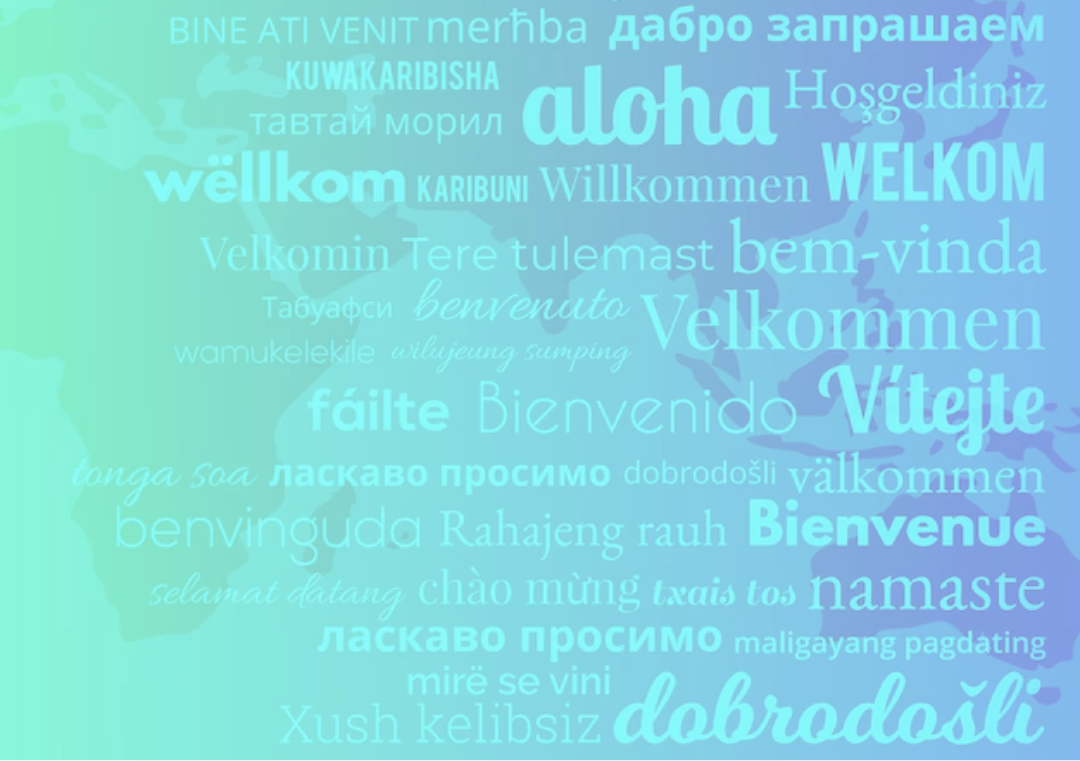 BINE ATI VENIT merħba дабро запрашаем
KUWAKARIBISHA
тавтай морил aloha Hoşgeldiniz
wëllkom KARIBUNI Willkommen WELKOM
Velkomin Tere tulemast bem-vinda
Табуафси benvenuto Velkommen
wamukelekile wilujeung sumping
fáilte Bienvenido Vítejte
tonga soa ласкаво просимо dobrodošli välkommen
benvinguda Rahajeng rauh Bienvenue
selamat datang chào mừng txais tos namaste
ласкаво просимо maligayang pagdating
mirë se vini
Xush kelibsiz dobrodošli